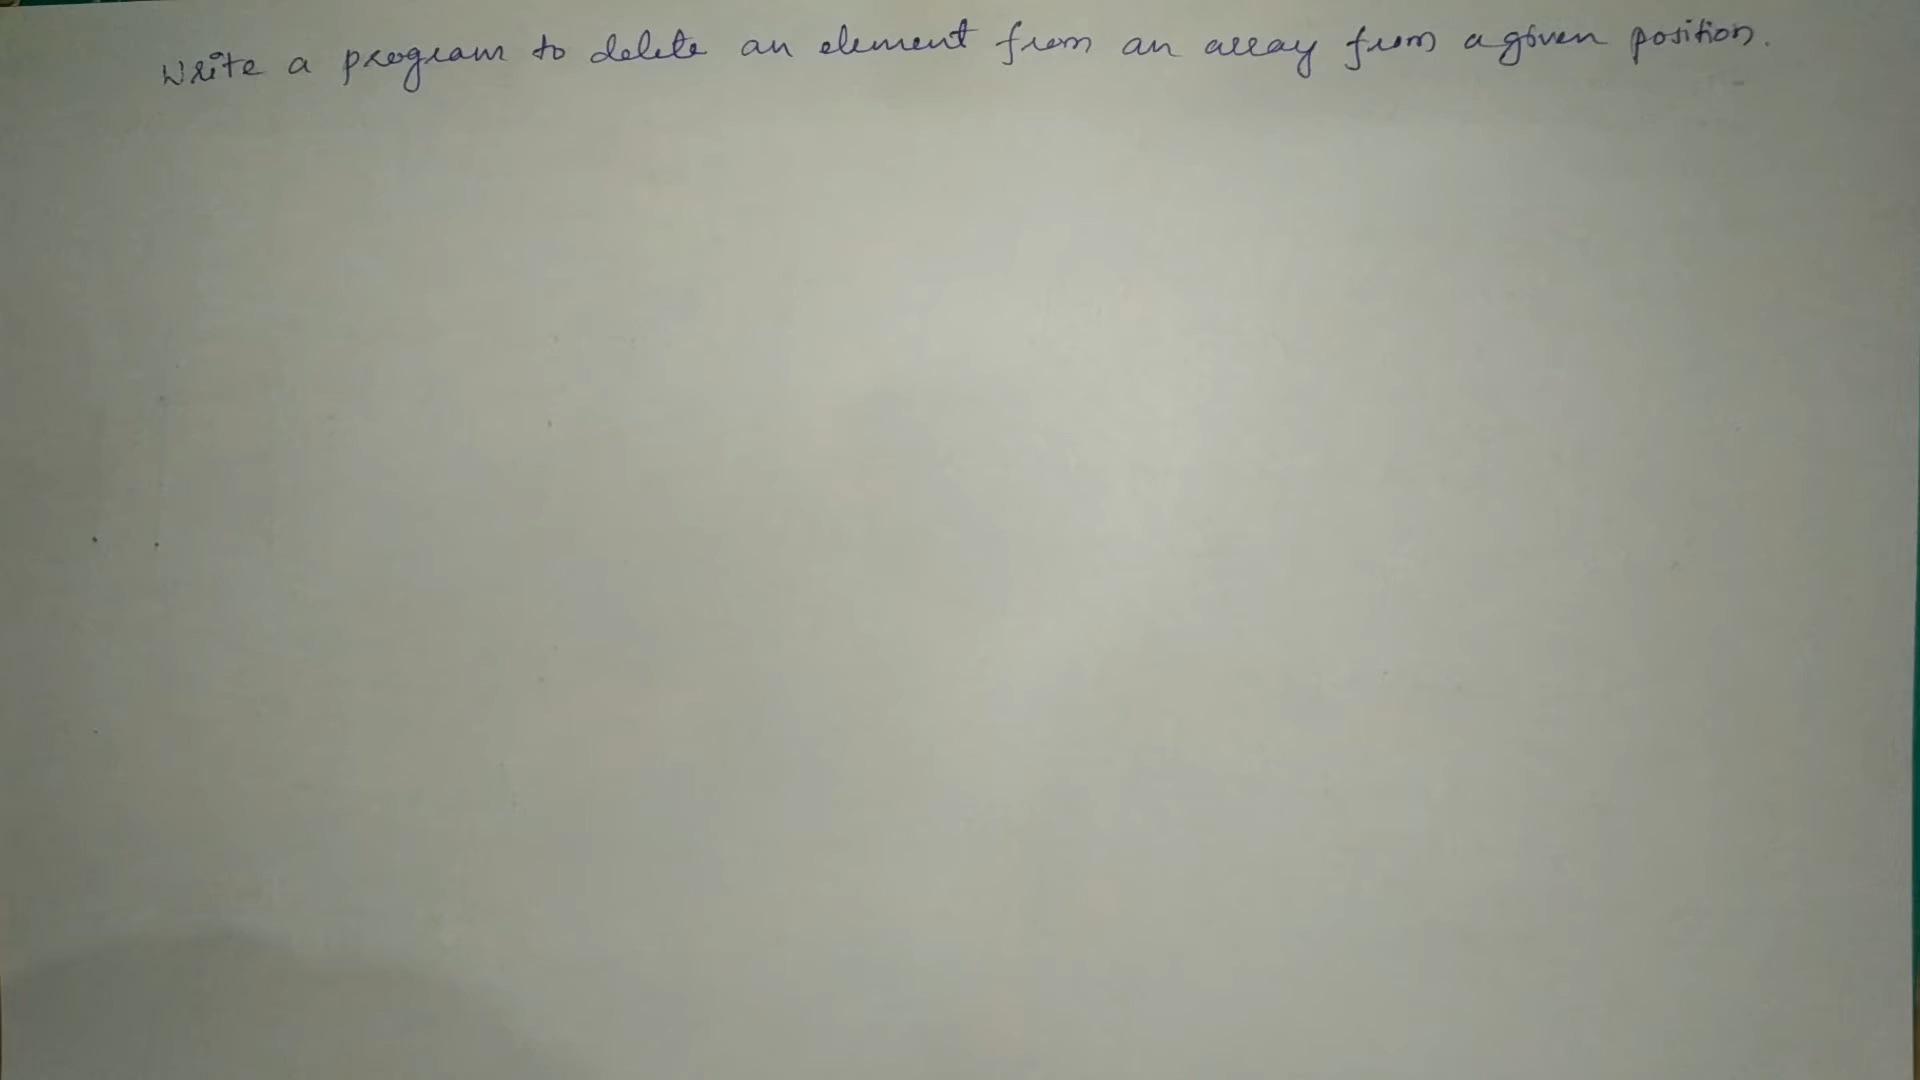 Write a program to delete an element from an array from a given position.